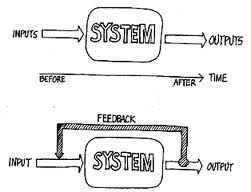 INPUTS SYSTEM OUTPUTS
BEFORE AFTER TIME
FEEDBACK
INPUT SYSTEM OUTPUT